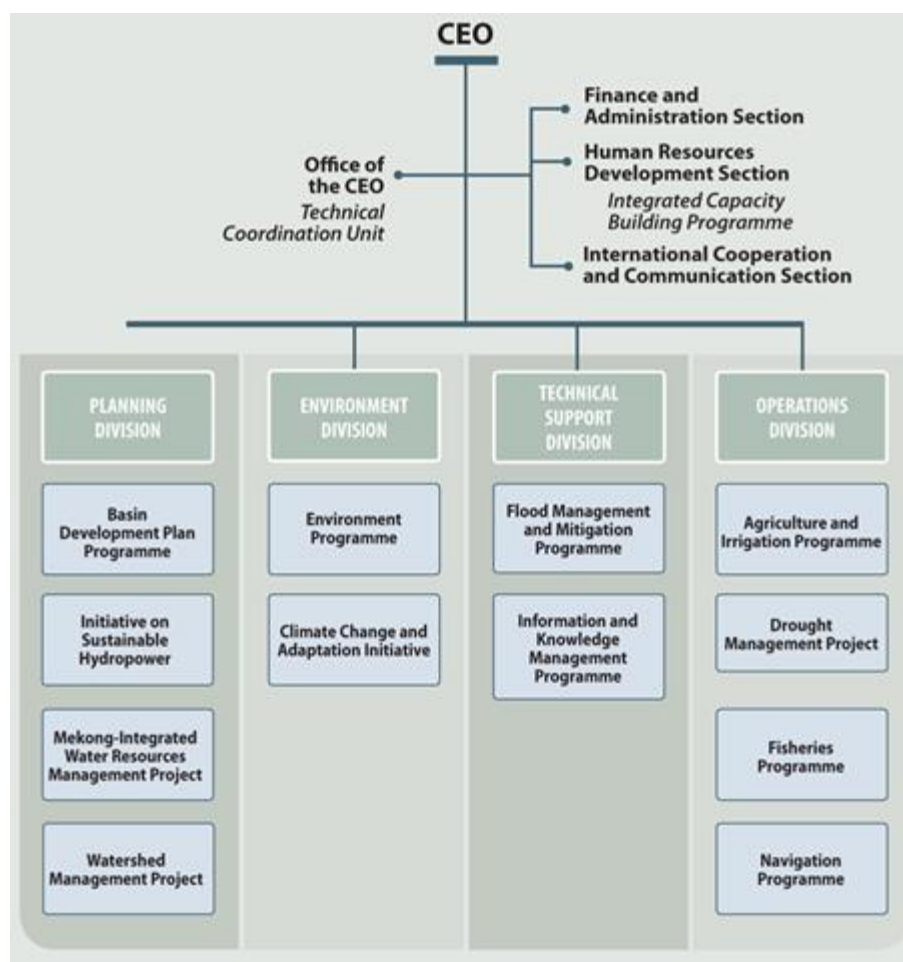 CEO
Finance and
Administration Section
Office of
the CEO
Technical
Coordination Unit
Human Resources
Development Section
Integrated Capacity
Building Programme
International Cooperation
and Communication Section
PLANNING
DIVISION
Basin
Development Plan
Programme
Initiative on
Sustainable
Hydropower
Mekong-Integrated
Water Resources
Management Project
Watershed
Management Project
ENVIRONMENT
DIVISION
Environment
Programme
Climate Change and
Adaptation Initiative
TECHNICAL
SUPPORT
DIVISION
Flood Management
and Mitigation
Programme
Information and
Knowledge
Management
Programme
OPERATIONS
DIVISION
Agriculture and
Irrigation Programme
Drought
Management Project
Fisheries
Programme
Navigation
Programme